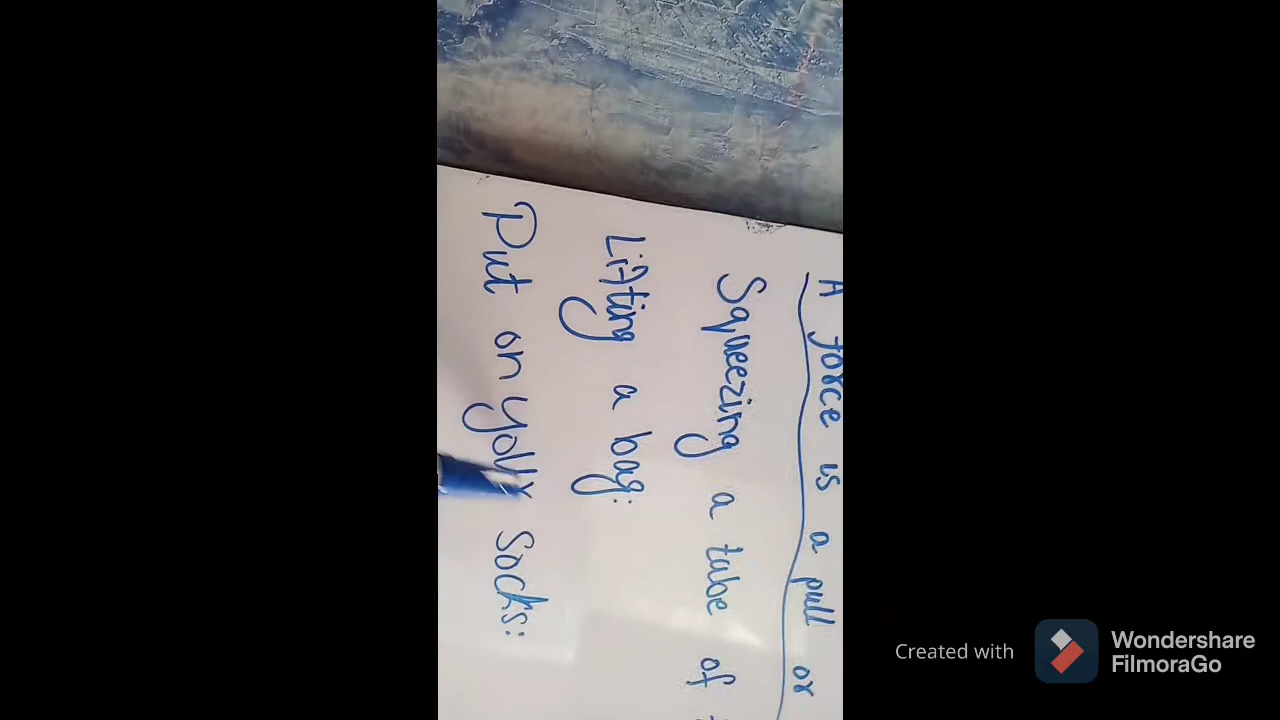 A force is a pull or
Squeezing a tube of
Lifting a bag:
Put on your socks:
Created with
Wondershare
FilmoraGo